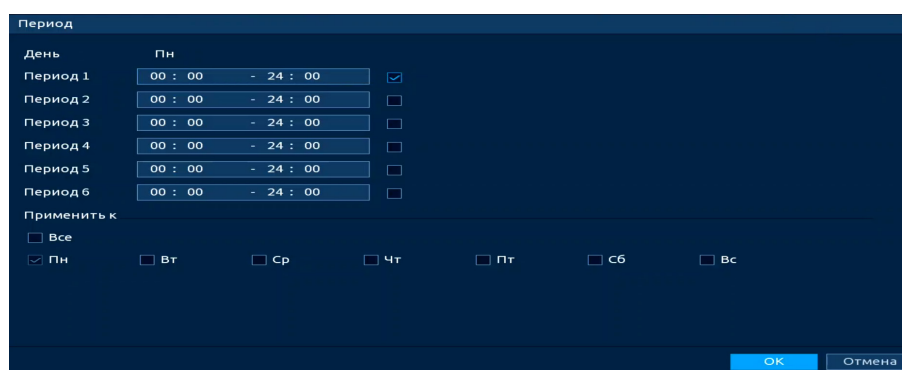 Период
День Пн
Период 1 00 : 00 - 24 : 00
Период 2 00 : 00 - 24 : 00
Период 3 00 : 00 - 24 : 00
Период 4 00 : 00 - 24 : 00
Период 5 00 : 00 - 24 : 00
Период 6 00 : 00 - 24 : 00
Применить к
Все
Пн Вт Ср Чт Пт Сб Вс
OK Отмена